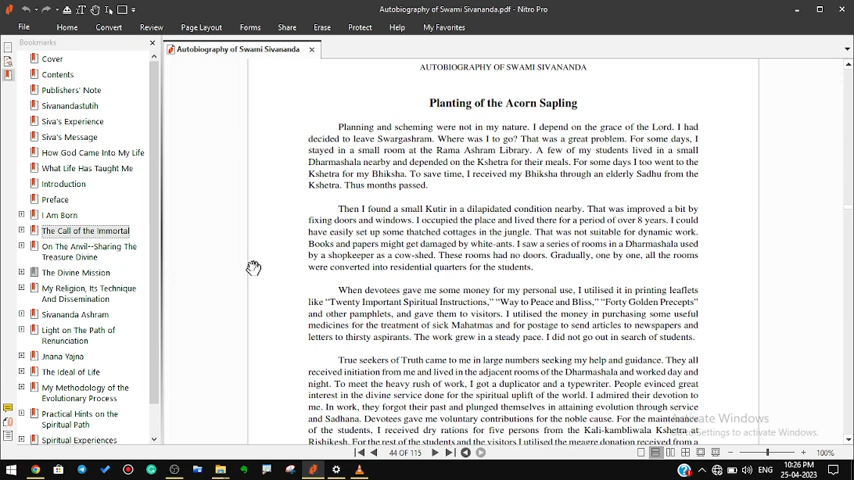 Autobiography of Swami Sivananda.pdf - Nitro Pro
File Home Convert Review Page Layout Forms Share Erase Protect Help My Favorites
Bookmarks
Autobiography of Swami Sivananda
Cover
Contents
Publishers' Note
Sivanandastutih
Siva's Experience
Siva's Message
How God Came Into My Life
What Life Has Taught Me
Introduction
Preface
I Am Born
The Call of the Immortal
On The Anvil--Sharing The
Treasure Divine
The Divine Mission
My Religion, Its Technique
And Dissemination
Sivananda Ashram
Light on The Path of
Renunciation
Jnana Yajna
The Ideal of Life
My Methodology of the
Evolutionary Process
Practical Hints on the
Spiritual Path
Spiritual Experiences
AUTOBIOGRAPHY OF SWAMI SIVANANDA
Planting of the Acorn Sapling
Planning and scheming were not in my nature. I depend on the grace of the Lord. I had
decided to leave Swargashram. Where was I to go? That was a great problem. For some days, I
stayed in a small room at the Rama Ashram Library. A few of my students lived in a small
Dharmashala nearby and depended on the Kshetra for their meals. For some days I too went to the
Kshetra for my Bhiksha. To save time, I received my Bhiksha through an elderly Sadhu from the
Kshetra. Thus months passed.
Then I found a small Kutir in a dilapidated condition nearby. That was improved a bit by
fixing doors and windows. I occupied the place and lived there for a period of over 8 years. I could
have easily set up some thatched cottages in the jungle. That was not suitable for dynamic work.
Books and papers might get damaged by white-ants. I saw a series of rooms in a Dharmashala used
by a shopkeeper as a cow-shed. These rooms had no doors. Gradually, one by one, all the rooms
were converted into residential quarters for the students.
When devotees gave me some money for my personal use, I utilised it in printing leaflets
like “Twenty Important Spiritual Instructions,” “Way to Peace and Bliss,” “Forty Golden Precepts”
and other pamphlets, and gave them to visitors. I utilised the money in purchasing some useful
medicines for the treatment of sick Mahatmas and for postage to send articles to newspapers and
letters to thirsty aspirants. The work grew in a steady pace. I did not go out in search of students.
True seekers of Truth came to me in large numbers seeking my help and guidance. They all
received initiation from me and lived in the adjacent rooms of the Dharmashala and worked day and
night. To meet the heavy rush of work, I got a duplicator and a typewriter. People evinced great
interest in the divine service done for the spiritual uplift of the world. I admired their devotion to
me. In work, they forgot their past and plunged themselves in attaining evolution through service
and Sadhana. Devotees gave me voluntary contributions for the noble cause. For the maintenance
of the students, I received dry rations for five persons from the Kali-kambliwala Kshetra at
Rishikesh. For the rest of the students and the visitors I utilised the meagre donation received from a
Activate Windows
Settings to activate Windows.
44 OF 115
100%
ENG
10:26 PM
25-04-2023